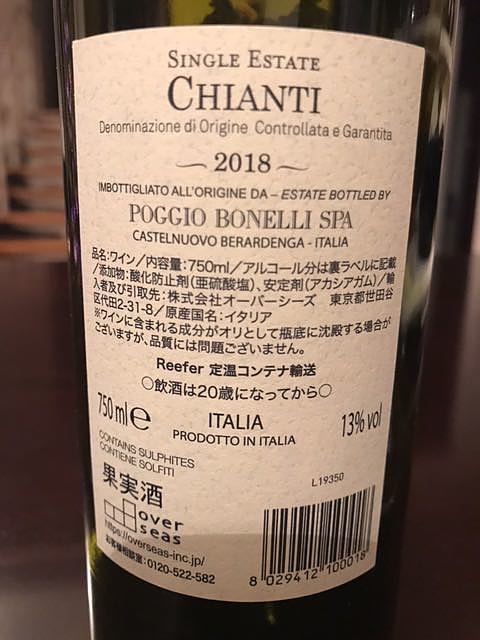 SINGLE ESTATE
CHIANTI
Denominazione di Origine Controllata e Garantita
2018
IMBOTTIGLIATO ALL'ORIGINE DA – ESTATE BOTTLED BY
POGGIO BONELLI SPA
CASTELNUOVO BERARDENGA - ITALIA
品名:ワイン/内容量:750ml/アルコール分は裏ラベルに記載
/添加物:酸化防止剤(亜硫酸塩)、安定剤(アカシアガム)/輸
入者及び引取先:株式会社オーバーシーズ 東京都世田谷
区代田2-31-8/原産国名:イタリア
※ワインに含まれる成分がオリとして瓶底に沈殿する場合が
ございますが、品質には問題ございません。
Reefer 定温コンテナ輸送
○飲酒は20歳になってから○
750 ml e
ITALIA
13% vol
PRODOTTO IN ITALIA
CONTAINS SULPHITES
CONTIENE SOLFITI
L19350
果実酒
over
seas
https://overseas-inc.jp/
お客様相談室:0120-522-582
8 029412 100018